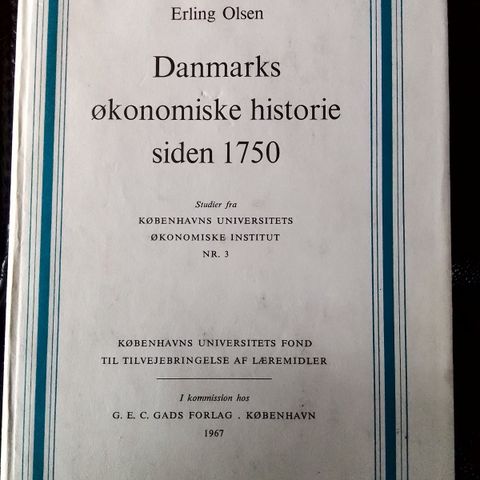 Erling Olsen
Danmarks
økonomiske historie
siden 1750
Studier fra
KØBENHAVNS UNIVERSITETS
ØKONOMISKE INSTITUT
NR. 3
KØBENHAVNS UNIVERSITETS FOND
TIL TILVEJEBRINGELSE AF LÆREMIDLER
I kommission hos
G. E. C. GADS FORLAG . KØBENHAVN
1967